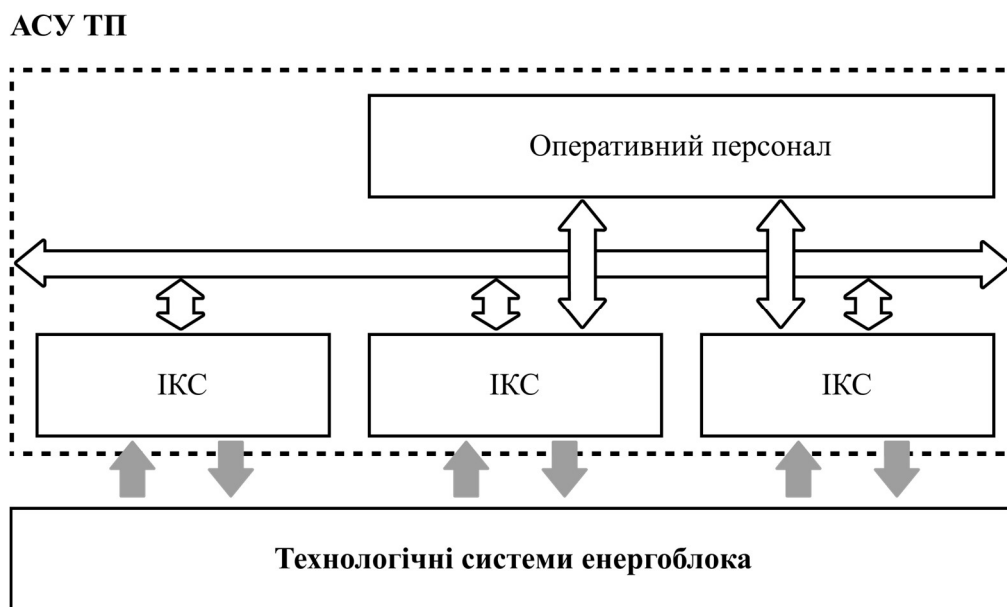 АСУ ТП
Оперативний персонал
ІКС
ІКС
ІКС
Технологічні системи енергоблока